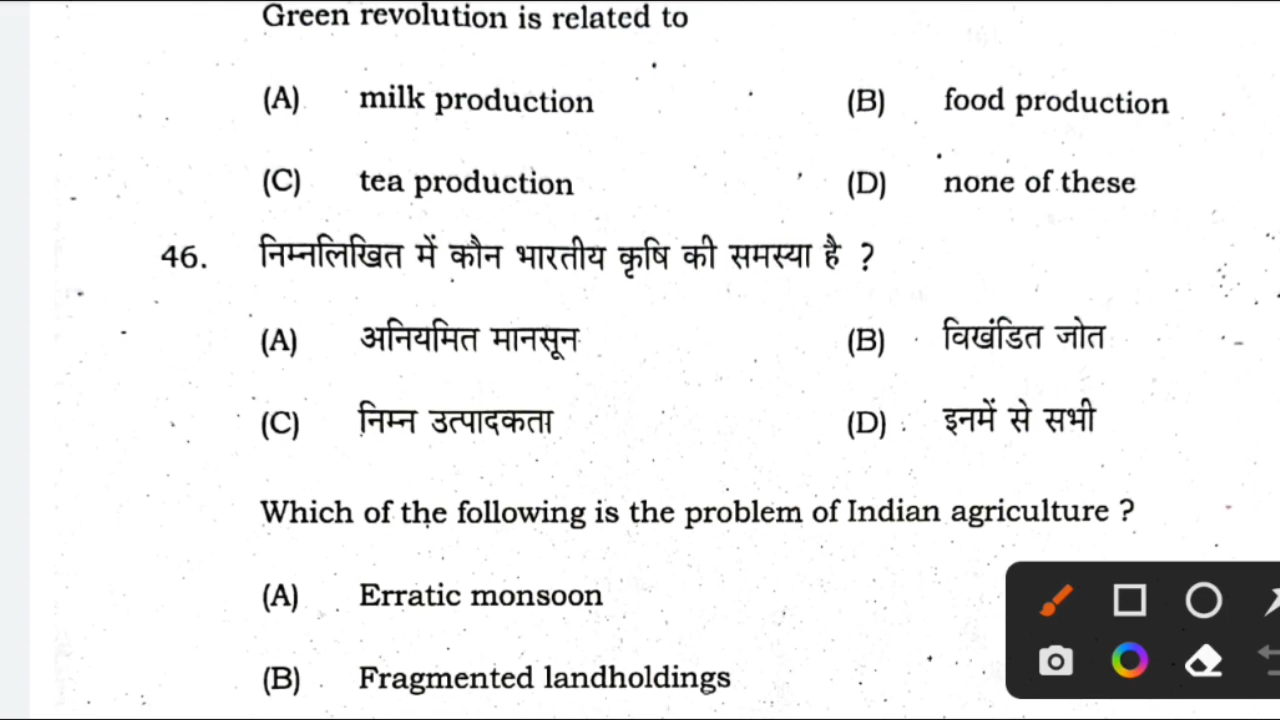 Green revolution is related to
(A) milk production (B) food production
(C) tea production (D) none of these
46. निम्नलिखित में कौन भारतीय कृषि की समस्या है ?
(A) अनियमित मानसून (B) विखंडित जोत
(C) निम्न उत्पादकता (D) इनमें से सभी
Which of the following is the problem of Indian agriculture ?
(A) Erratic monsoon
(B) Fragmented landholdings